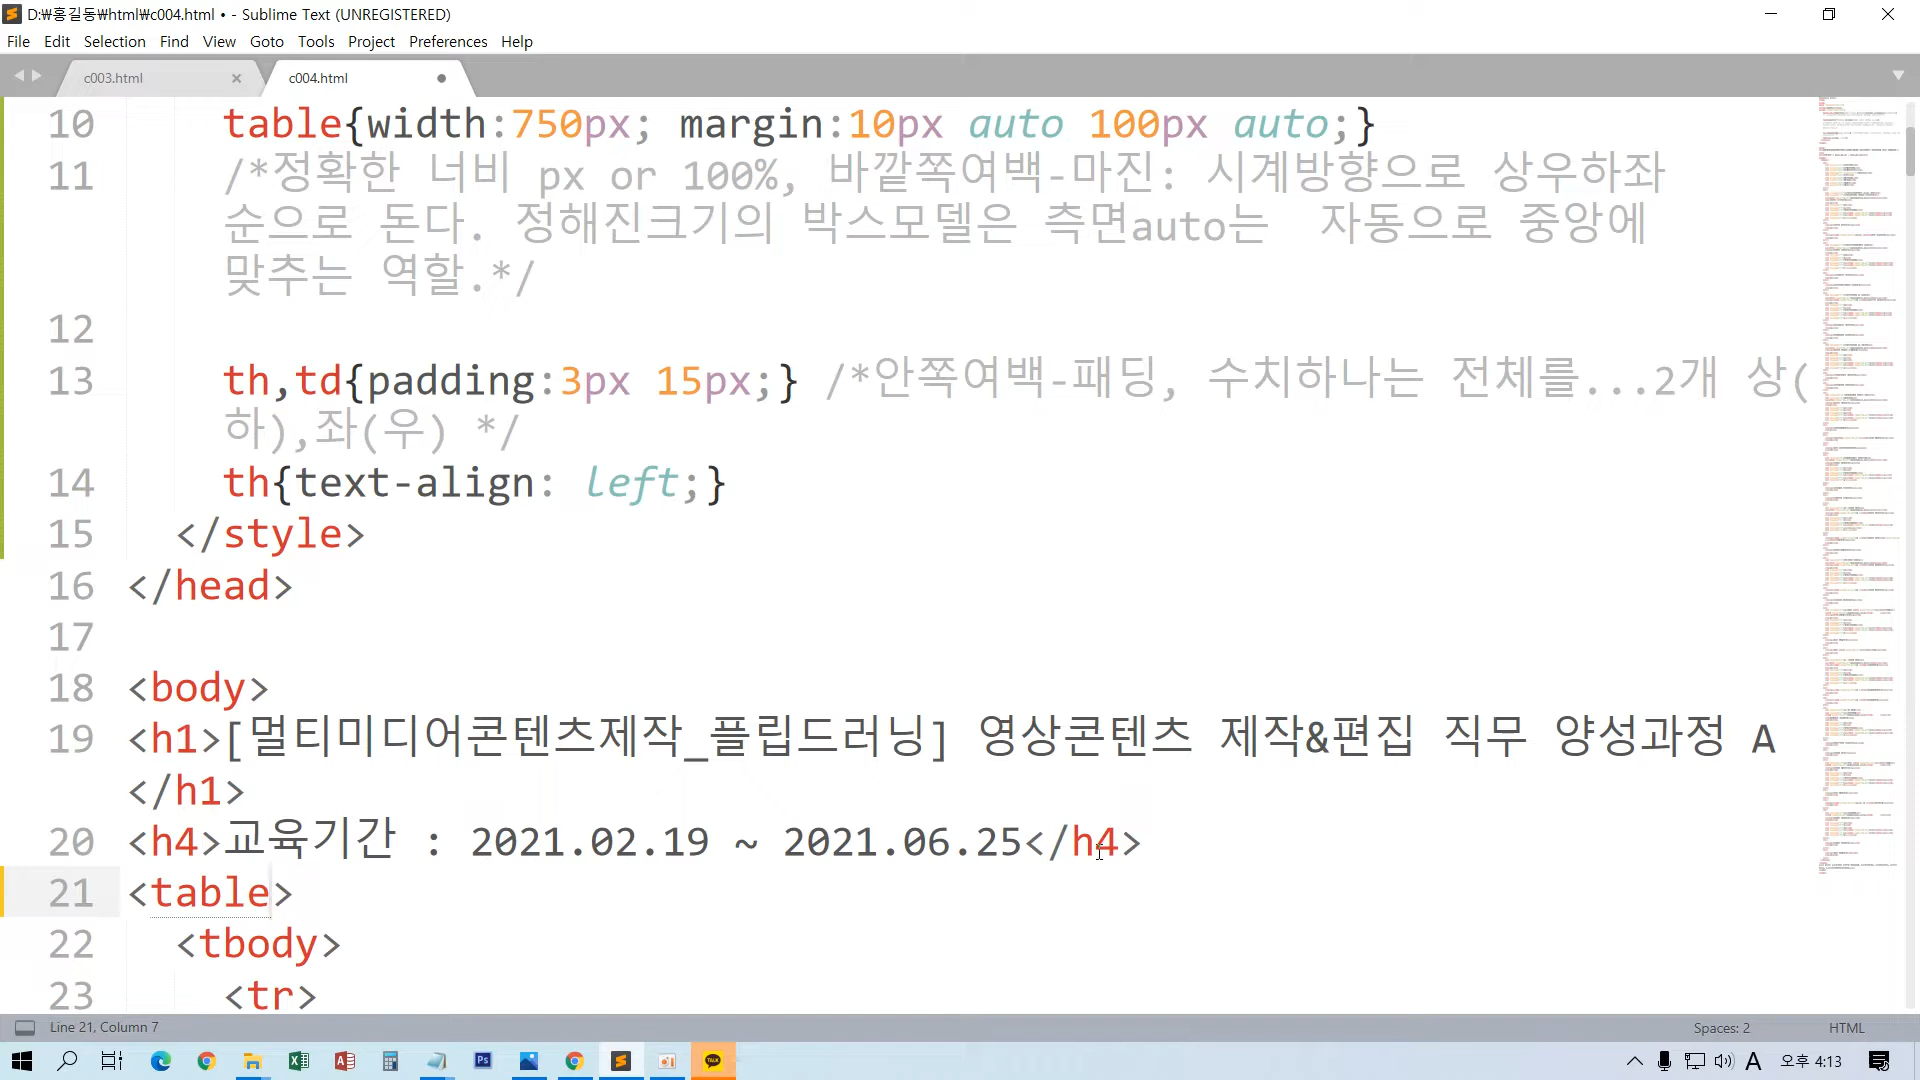 D:₩홍길동₩html₩c004.html • - Sublime Text (UNREGISTERED)
File Edit Selection Find View Goto Tools Project Preferences Help
c003.html × c004.html
10 table{width:750px; margin:10px auto 100px auto;}
11 /*정확한 너비 px or 100%, 바깥쪽여백-마진: 시계방향으로 상우하좌
순으로 돈다. 정해진크기의 박스모델은 측면auto는  자동으로 중앙에
맞추는 역할.*/
12
13 th,td{padding:3px 15px;} /*안쪽여백-패딩, 수치하나는 전체를...2개 상(
하),좌(우) */
14 th{text-align: left;}
15 </style>
16 </head>
17
18 <body>
19 <h1>[멀티미디어콘텐츠제작_플립드러닝] 영상콘텐츠 제작&편집 직무 양성과정 A
</h1>
20 <h4>교육기간 : 2021.02.19 ~ 2021.06.25</h4>
21 <table>
22 <tbody>
23 <tr>
Line 21, Column 7 Spaces: 2 HTML
A 오후 4:13